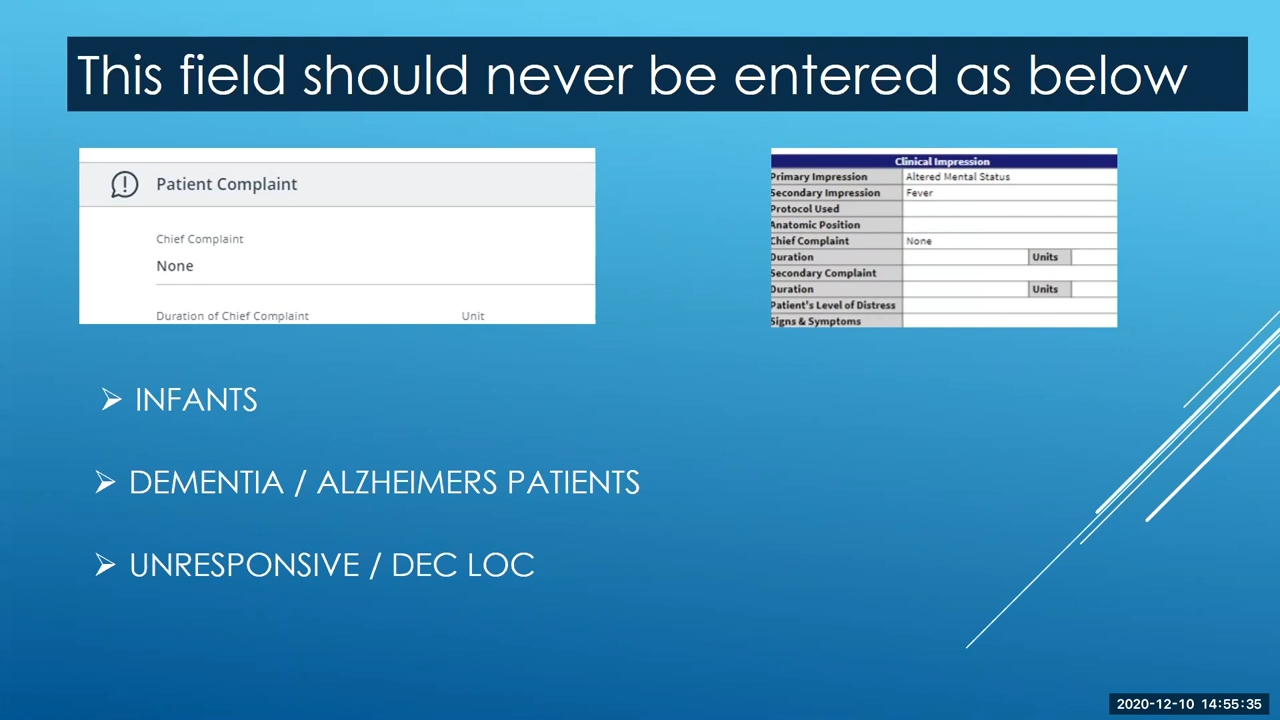 This field should never be entered as below
Patient Complaint
Chief Complaint
None
Duration of Chief Complaint Unit
Clinical Impression
Primary Impression Altered Mental Status
Secondary Impression Fever
Protocol Used
Anatomic Position
Chief Complaint None
Duration Units
Secondary Complaint
Duration Units
Patient's Level of Distress
Signs & Symptoms
INFANTS
DEMENTIA / ALZHEIMERS PATIENTS
UNRESPONSIVE / DEC LOC
2020-12-10 14:55:35